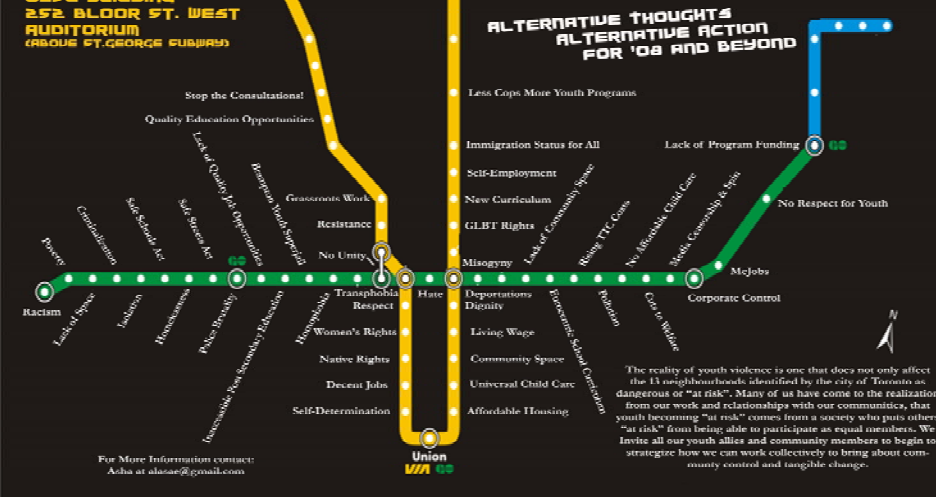 252 BLOOR ST. WEST
AUDITORIUM
(ABOVE ST.GEORGE SUBWAY)
ALTERNATIVE THOUGHTS
ALTERNATIVE ACTION
FOR '08 AND BEYOND
Stop the Consultations!
Quality Education Opportunities
Grassroots Work
Resistance
No Unity
Less Cops More Youth Programs
Immigration Status for All
Self-Employment
New Curriculum
GLBT Rights
Misogyny
Lack of Program Funding
GO
No Respect for Youth
MeJobs
Corporate Control
Poverty
Criminalization
Safe Schools Act
Safe Streets Act
Lack of Quality Job Opportunities
GO
Brampton Youth
Lack of Community Space
Rising TTC Costs
No Affordable Child Care
Media Censorship & Spin
Racism
Lack of Space
Jadedness
Homelessness
Police Brutality
Inaccessible Post Secondary Education
Homophobia
Transphobia
Hate
Deportations
Eurocentric School Curriculum
Pollution
Cuts to Welfare
Respect
Women's Rights
Native Rights
Decent Jobs
Self-Determination
Dignity
Living Wage
Community Space
Universal Child Care
Affordable Housing
Union
VIA GO
N
For More Information contact:
Asha at alasae@gmail.com
The reality of youth violence is one that does not only affect
the 13 neighbourhoods identified by the city of Toronto as
dangerous or "at risk". Many of us have come to the realization
from our work and relationships with our communities, that
youth becoming "at risk" comes from a society who puts others
"at risk" from being able to participate as equal members. We
Invite all our youth allies and community members to begin to
strategize how we can work collectively to bring about com-
munty control and tangible change.